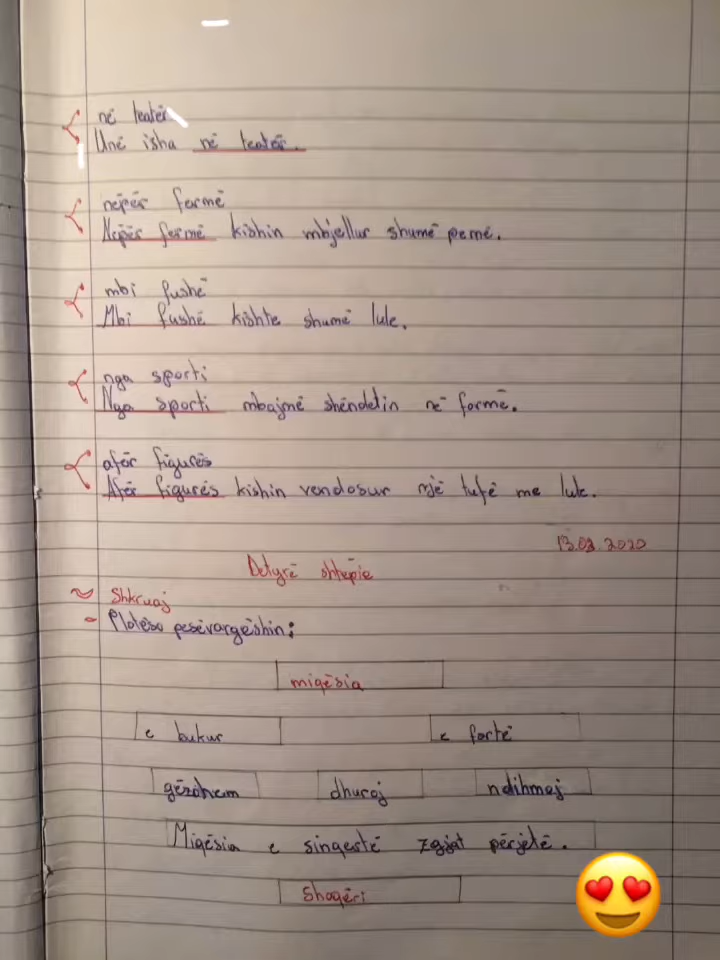 në teatër
Unë isha në teatër.
nëpër fermë
Nëpër fermë kishin mbjellur shumë pemë.
mbi fushë
Mbi fushë kishte shumë lule.
nga sporti
Nga sporti mbajmë shëndetin në formë.
afër figurës
Afër figurës kishin vendosur një tufë me lule.
13.02.2020
Detyrë shtëpie
~ Shkruaj
- Plotëso pesëvargëshin:
miqësia
e bukur e fortë
gëzohem dhuroj ndihmoj
Miqësia e singestë zgjat përjetë.
Shoqëri